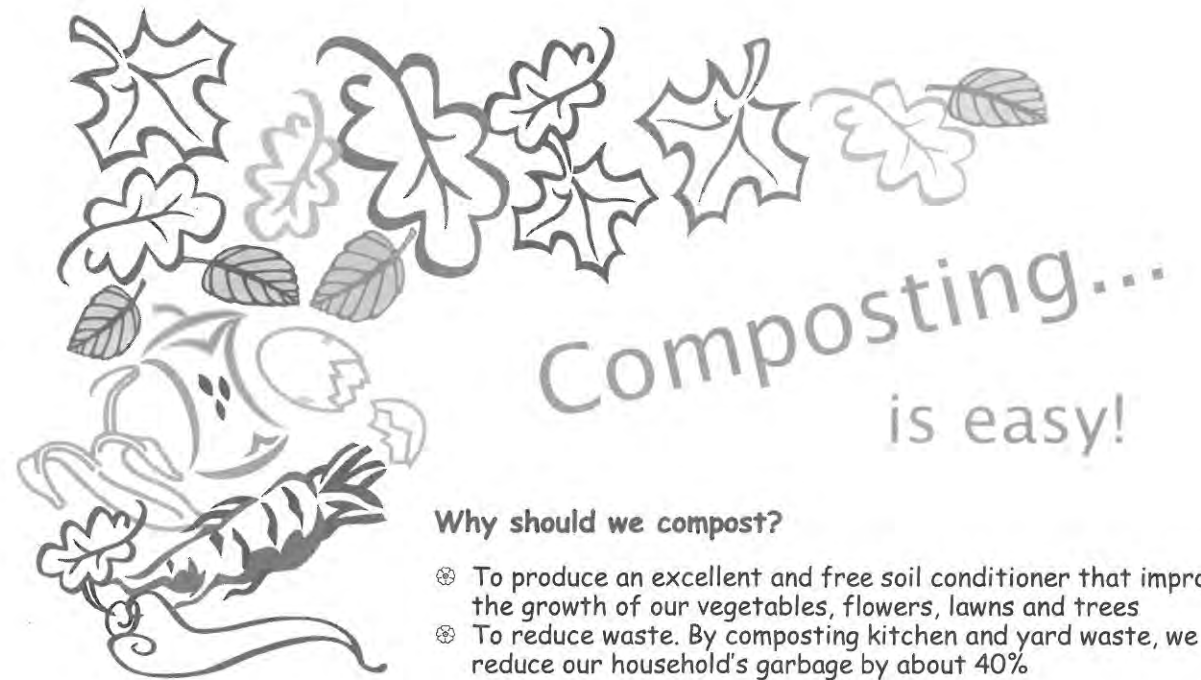 Composting...
is easy!
Why should we compost?
To produce an excellent and free soil conditioner that impro
the growth of our vegetables, flowers, lawns and trees
To reduce waste. By composting kitchen and yard waste, we
reduce our household's garbage by about 40%